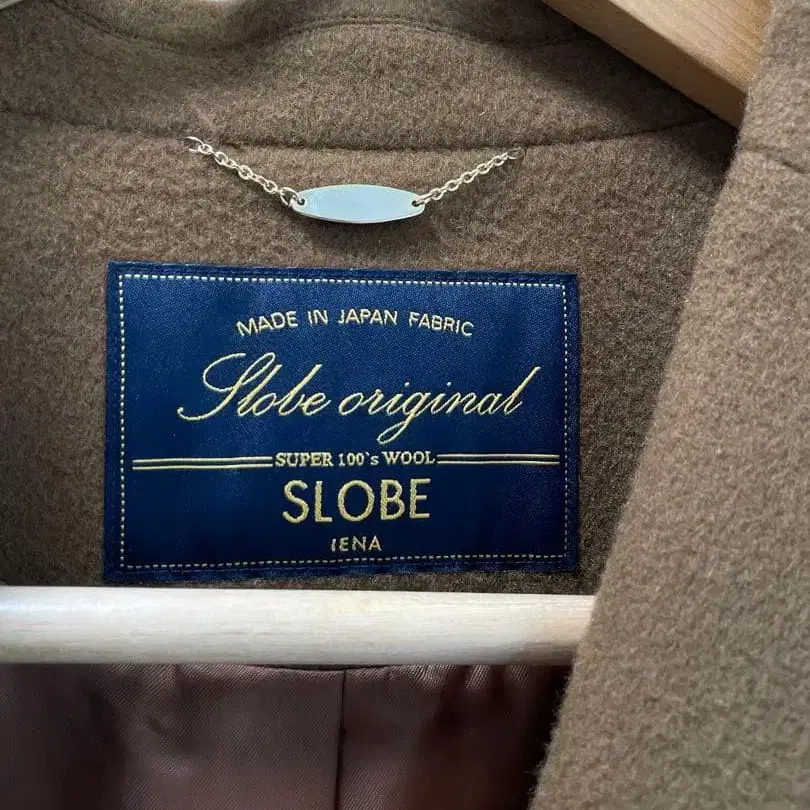 MADE IN JAPAN FABRIC
Slobe original
SUPER 100's WOOL
SLOBE
IENA